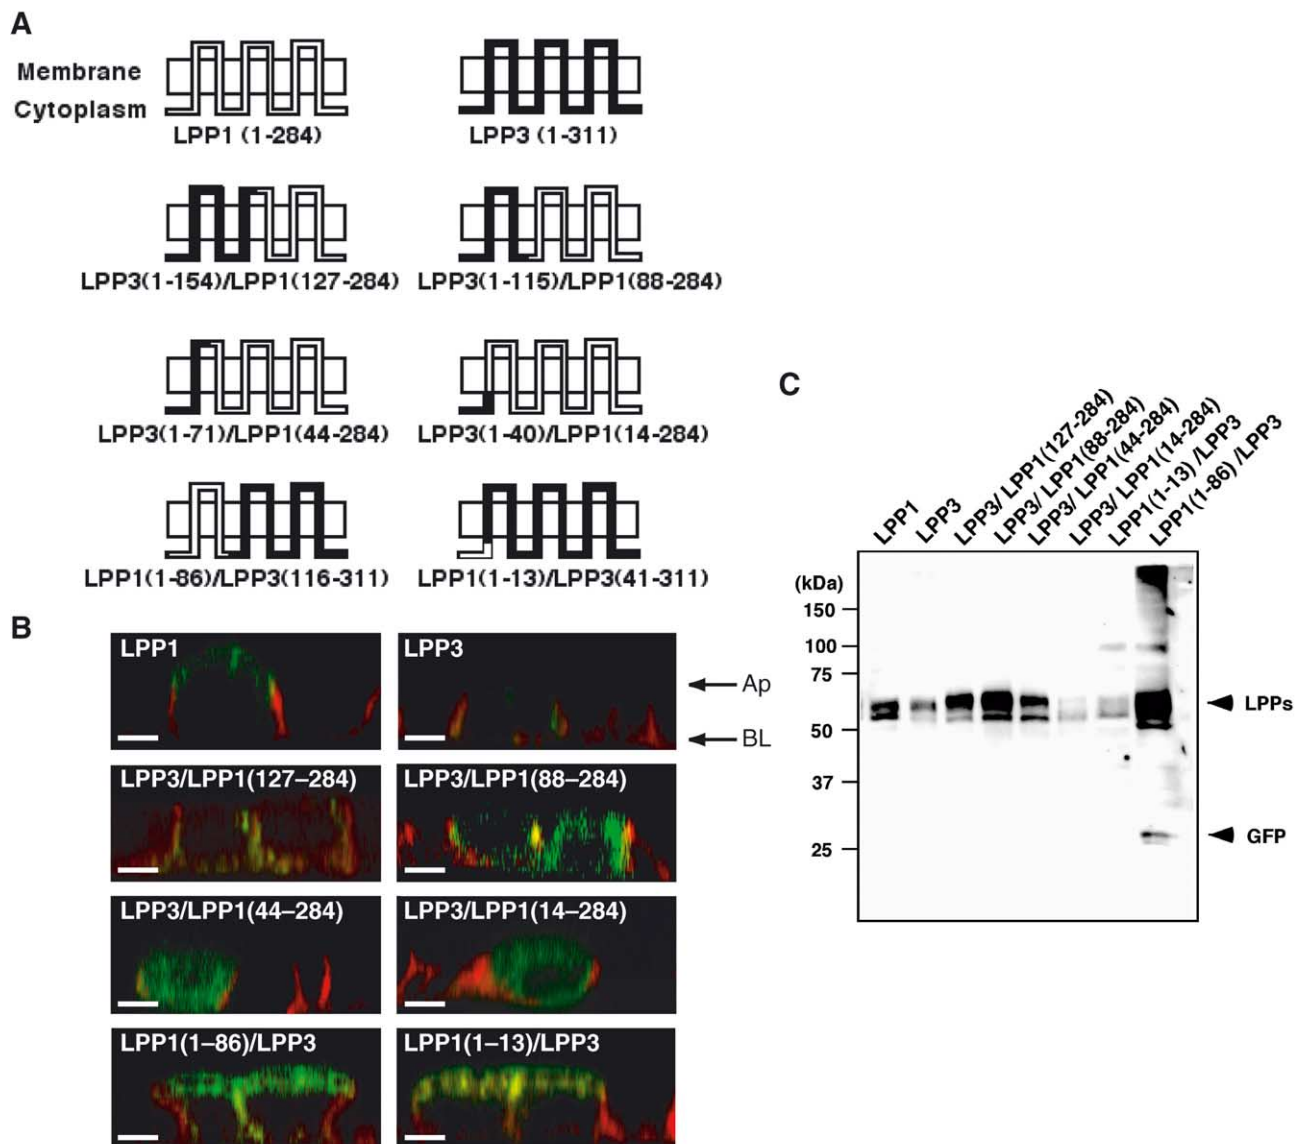 A
Membrane
Cytoplasm
LPP1 (1-284)
LPP3 (1-311)
LPP3(1-154)/LPP1(127-284)
LPP3(1-115)/LPP1(88-284)
LPP3(1-71)/LPP1(44-284)
LPP3(1-40)/LPP1(14-284)
LPP1(1-86)/LPP3(116-311)
LPP1(1-13)/LPP3(41-311)
B
LPP1
LPP3
Ap
BL
LPP3/LPP1(127–284)
LPP3/LPP1(88–284)
LPP3/LPP1(44–284)
LPP3/LPP1(14–284)
LPP1(1–86)/LPP3
LPP1(1–13)/LPP3
C
LPP1
LPP3
LPP3/ LPP1(127-284)
LPP3/ LPP1(88-284)
LPP3/ LPP1(44-284)
LPP3/ LPP1(14-284)
LPP1(1-13) /LPP3
LPP1(1-86) /LPP3
(kDa)
150
100
75
50
37
25
LPPs
GFP